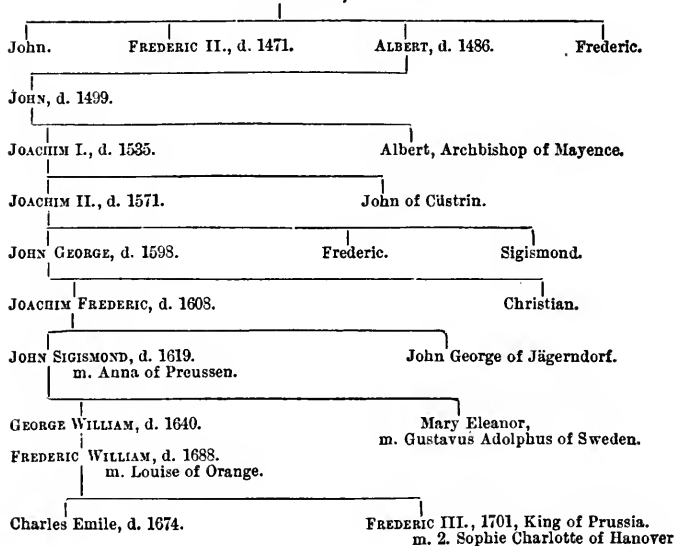 John. FREDERIC II., d. 1471. ALBERT, d. 1486. Frederic.
JOHN, d. 1499.
JOACHIM I., d. 1535. Albert, Archbishop of Mayence.
JOACHIM II., d. 1571. John of Cüstrin.
JOHN GEORGE, d. 1598. Frederic. Sigismond.
JOACHIM FREDERIC, d. 1608. Christian.
JOHN SIGISMOND, d. 1619. John George of Jägerndorf.
m. Anna of Preussen.
GEORGE WILLIAM, d. 1640. Mary Eleanor,
m. Gustavus Adolphus of Sweden.
FREDERIC WILLIAM, d. 1688.
m. Louise of Orange.
Charles Emile, d. 1674. FREDERIC III., 1701, King of Prussia.
m. 2. Sophie Charlotte of Hanover